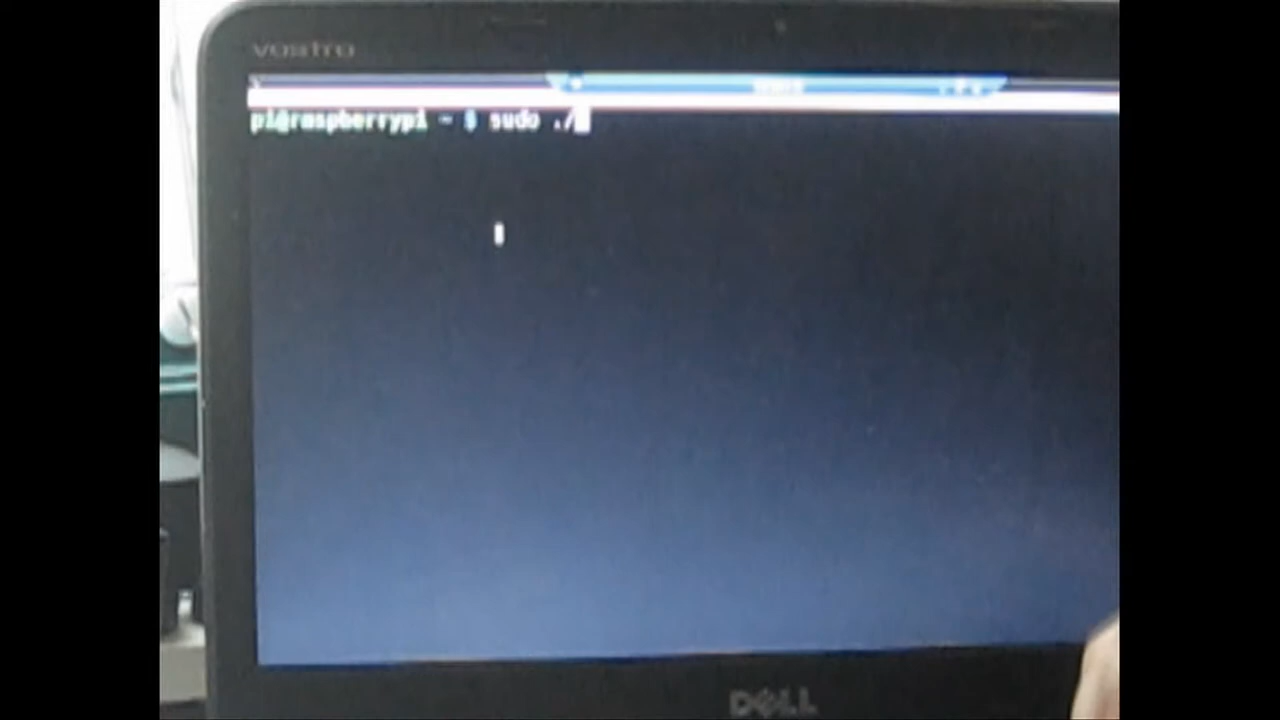 Vostro
pi@raspberrypi ~ $ sudo ./
DELL